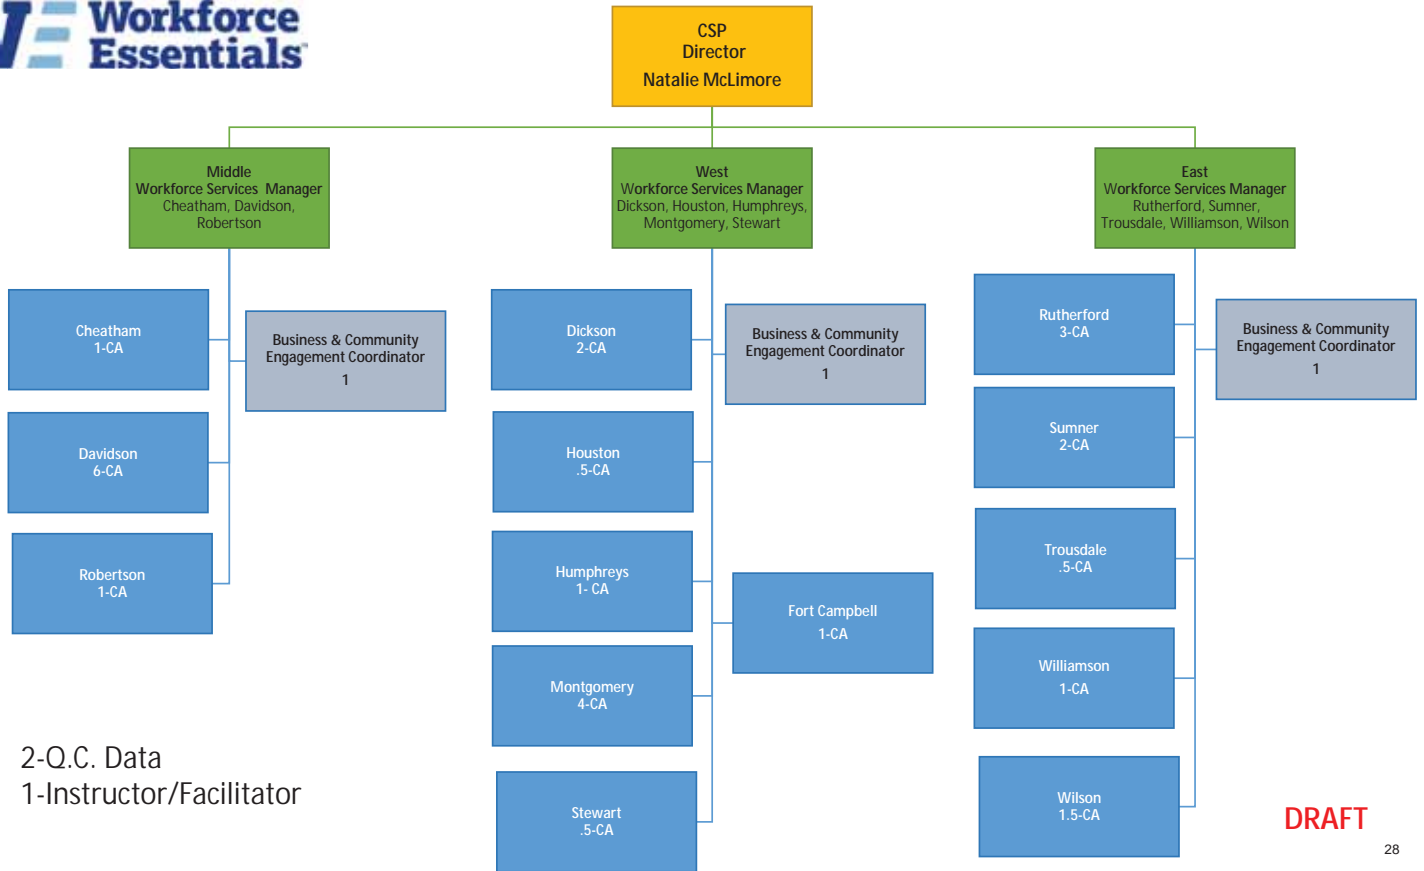 Workforce
Essentials
CSP
Director
Natalie McLimore
Middle
Workforce Services Manager
Cheatham, Davidson,
Robertson
West
Workforce Services Manager
Dickson, Houston, Humphreys,
Montgomery, Stewart
East
Workforce Services Manager
Rutherford, Sumner,
Trousdale, Williamson, Wilson
Cheatham
1-CA
Business & Community
Engagement Coordinator
1
Davidson
6-CA
Robertson
1-CA
Dickson
2-CA
Business & Community
Engagement Coordinator
1
Houston
.5-CA
Humphreys
1- CA
Fort Campbell
1-CA
Montgomery
4-CA
Stewart
.5-CA
Rutherford
3-CA
Business & Community
Engagement Coordinator
1
Sumner
2-CA
Trousdale
.5-CA
Williamson
1-CA
Wilson
1.5-CA
2-Q.C. Data
1-Instructor/Facilitator
DRAFT
28